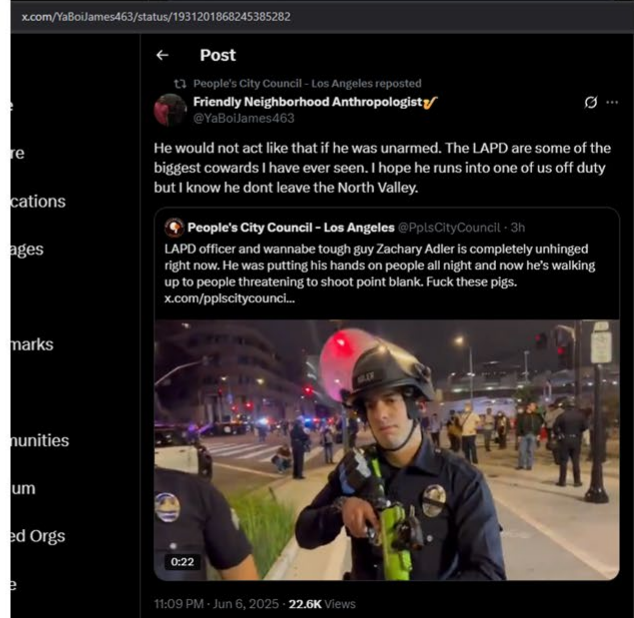 x.com/YaBoiJames463/status/1931201868245385282
Post
People's City Council - Los Angeles reposted
Friendly Neighborhood Anthropologist
@YaBoiJames463
He would not act like that if he was unarmed. The LAPD are some of the
biggest cowards I have ever seen. I hope he runs into one of us off duty
but I know he dont leave the North Valley.
People's City Council - Los Angeles @PplsCityCouncil · 3h
LAPD officer and wannabe tough guy Zachary Adler is completely unhinged
right now. He was putting his hands on people all night and now he's walking
up to people threatening to shoot point blank. Fuck these pigs.
x.com/pplscitycounci...
re
cations
ages
marks
nunities
um
ed Orgs
e
ADLER
0:22
11:09 PM · Jun 6, 2025 · 22.6K Views